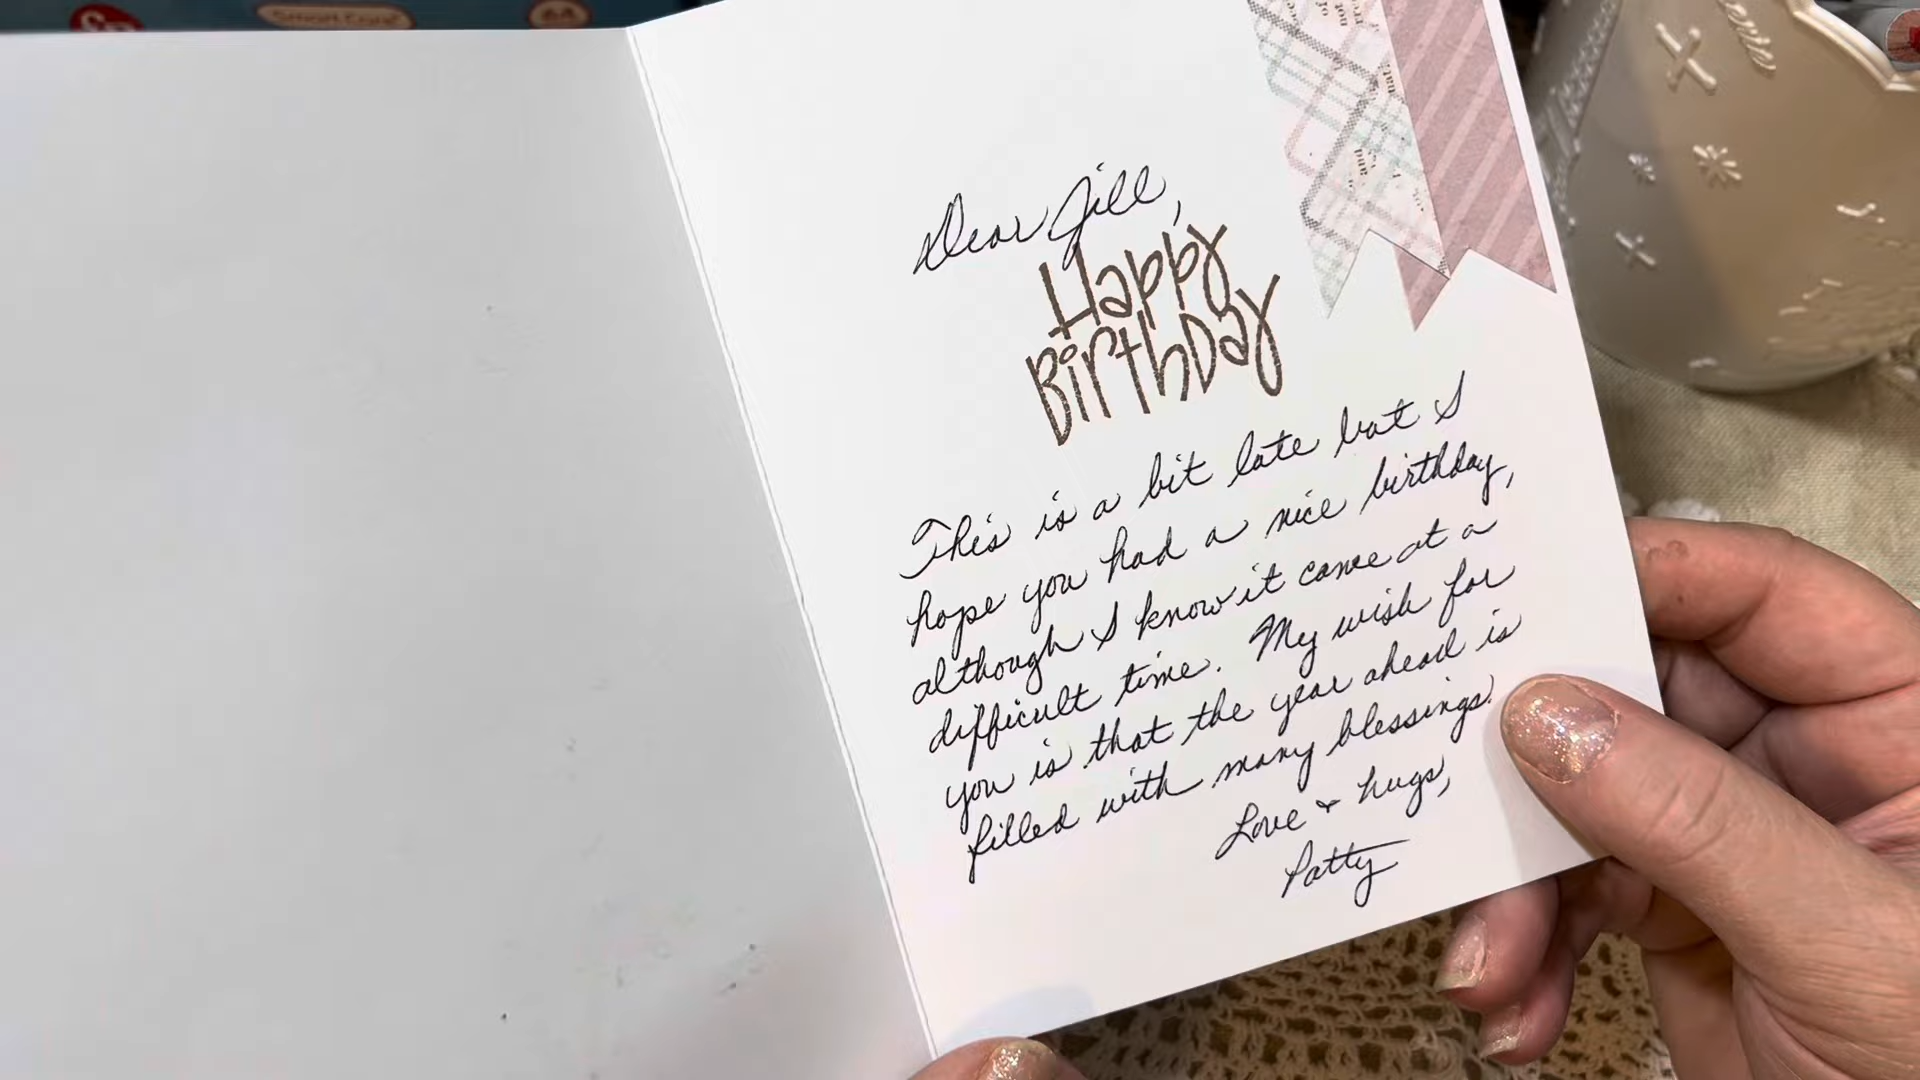 Dear Jill,
Happy
BirthDay
This is a bit late but I
hope you had a nice birthday,
although I know it came at a
difficult time. My wish for
you is that the year ahead is
filled with many blessings.
Love & hugs,
Patty